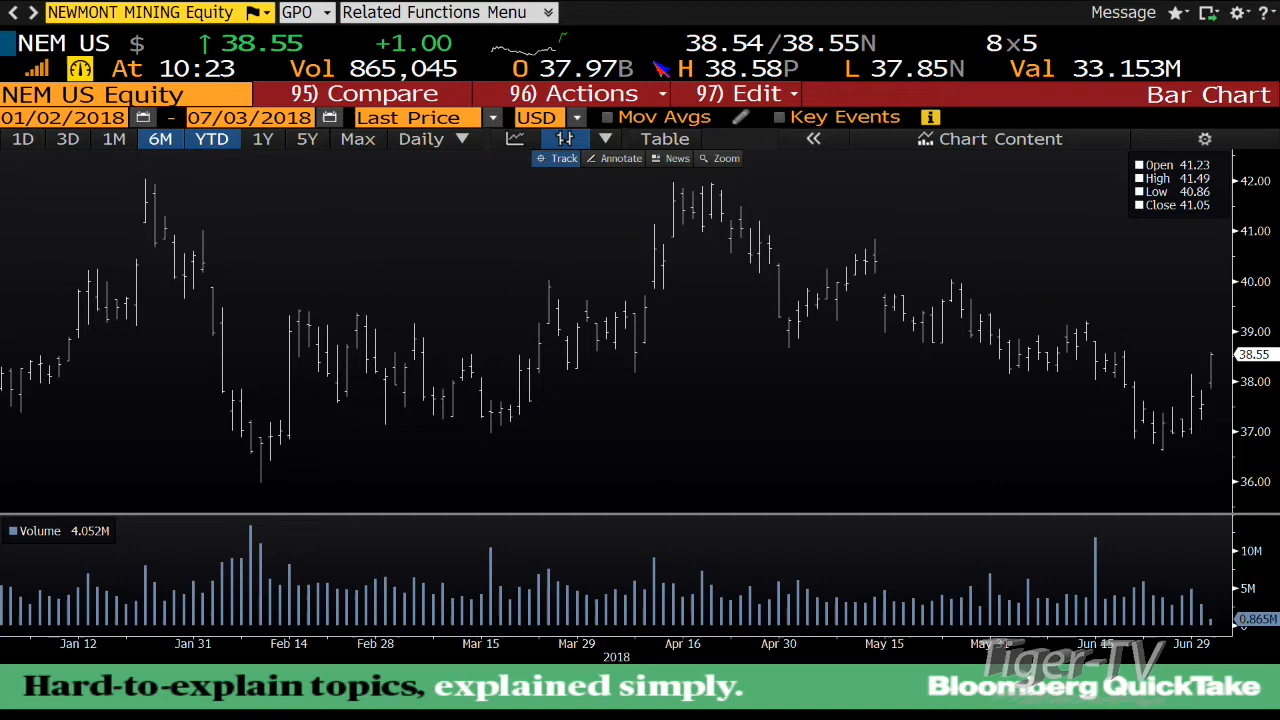 NEWMONT MINING Equity GPO Related Functions Menu Message ?
NEM US $ ↑ 38.55 +1.00 38.54/38.55N 8x5
At 10:23 Vol 865,045 O 37.97B H 38.58P L 37.85N Val 33.153M
NEM US Equity 95) Compare 96) Actions 97) Edit Bar Chart
01/02/2018 - 07/03/2018 Last Price USD Mov Avgs Key Events
1D 3D 1M 6M YTD 1Y 5Y Max Daily Table « Chart Content
Track Annotate News Zoom
Open 41.23
High 41.49
Low 40.86
Close 41.05
42.00
41.00
40.00
39.00
38.55
38.00
37.00
36.00
Volume 4.052M
10M
5M
0.865M
0
Jan 12 Jan 31 Feb 14 Feb 28 Mar 15 Mar 29 Apr 16 Apr 30 May 15 Jun 15 Jun 29
2018
Tiger-TV
Hard-to-explain topics, explained simply. Bloomberg QuickTake